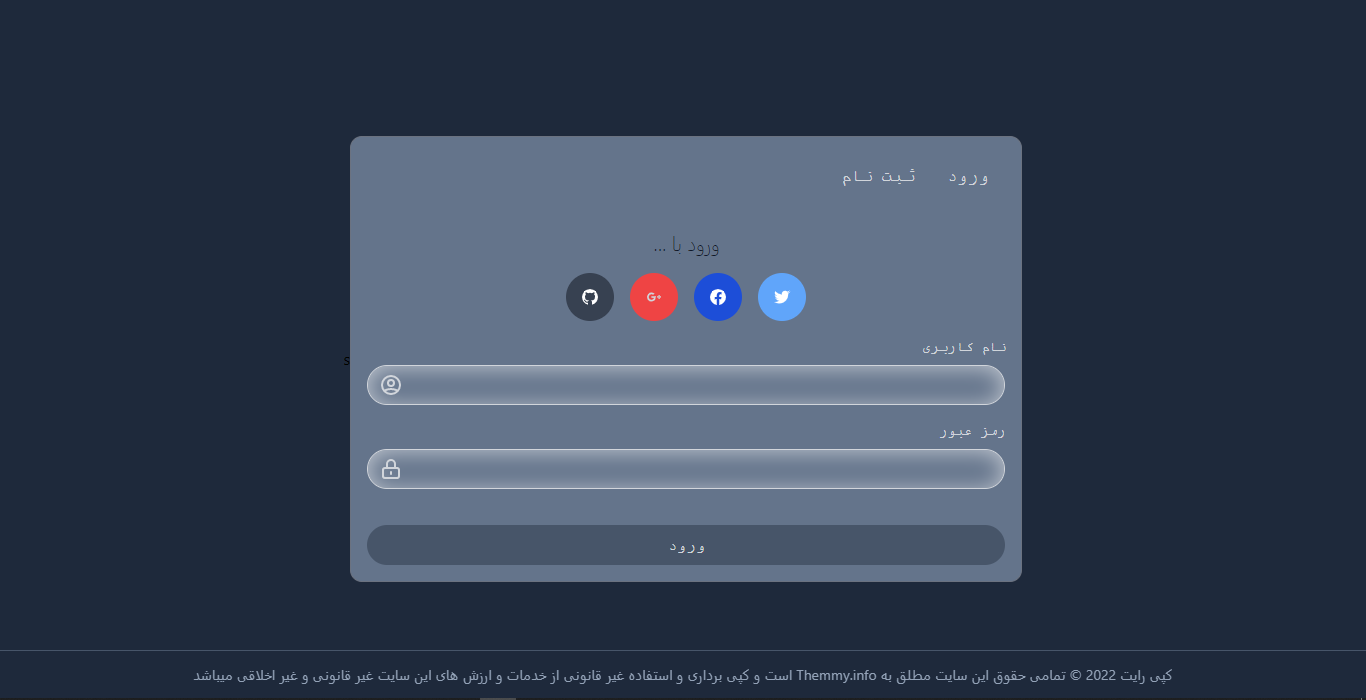 ورود ثبت نام
ورود با ...
G+
نام کاربری
s
رمز عبور
ورود
کپی رایت 2022 © تمامی حقوق این سایت مطلق به Themmy.info است و کپی برداری و استفاده غیر قانونی از خدمات و ارزش های این سایت غیر قانونی و غیر اخلاقی میباشد